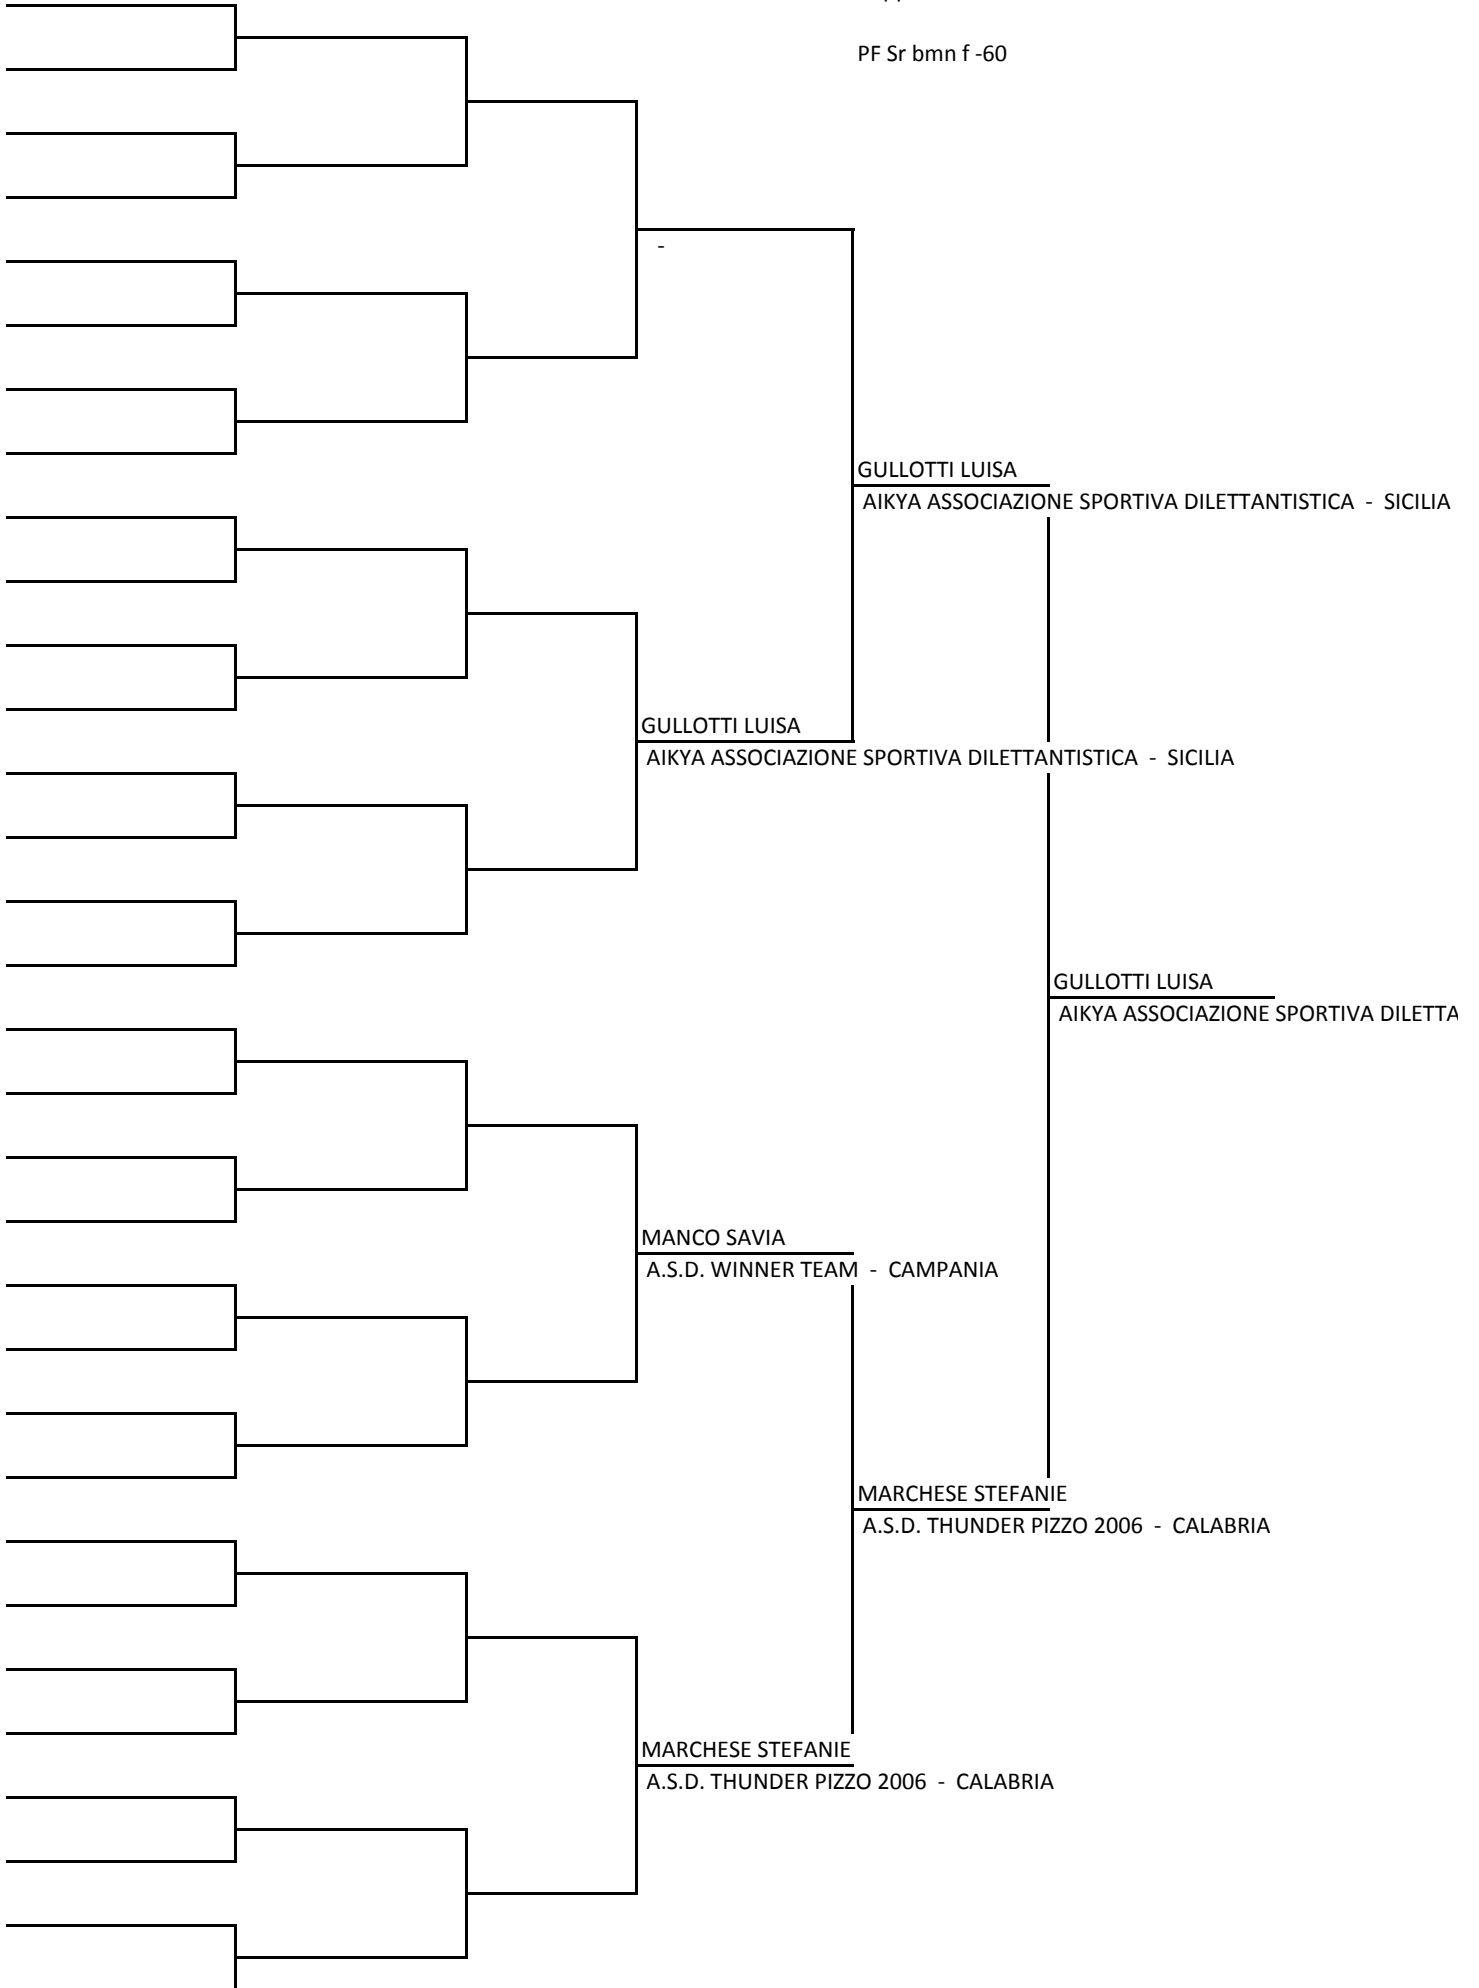 PF Sr bmn f -60
-
GULLOTTI LUISA
AIKYA ASSOCIAZIONE SPORTIVA DILETTANTISTICA - SICILIA
GULLOTTI LUISA
AIKYA ASSOCIAZIONE SPORTIVA DILETTANTISTICA - SICILIA
GULLOTTI LUISA
AIKYA ASSOCIAZIONE SPORTIVA DILETTA
MANCO SAVIA
A.S.D. WINNER TEAM - CAMPANIA
MARCHESE STEFANIE
A.S.D. THUNDER PIZZO 2006 - CALABRIA
MARCHESE STEFANIE
A.S.D. THUNDER PIZZO 2006 - CALABRIA